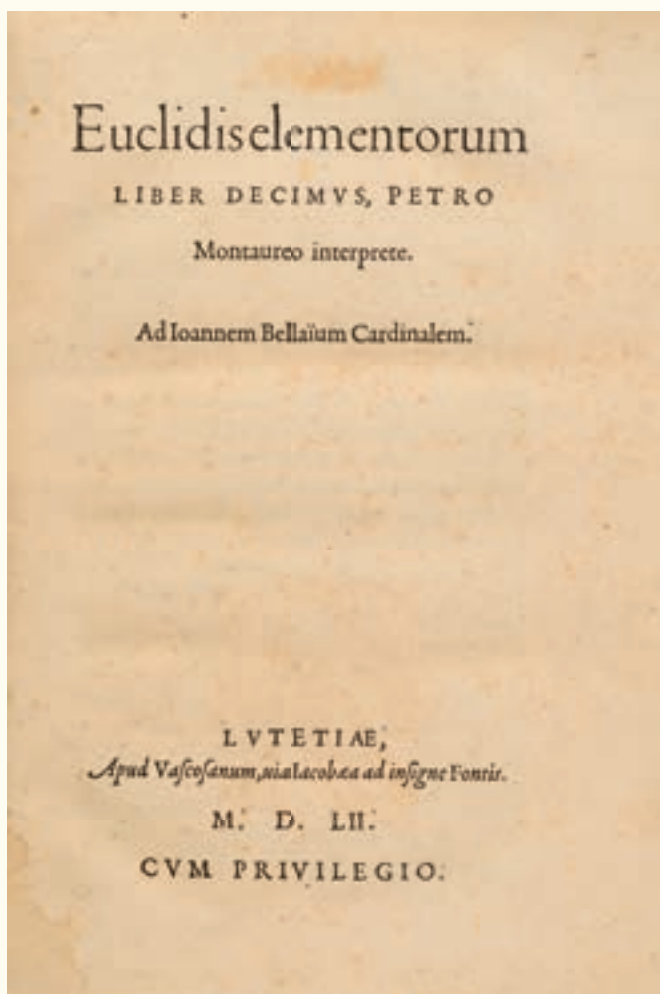 Euclidis elementorum
LIBER DECIMVS, PETRO
Montaureo interprete.
Ad Ioannem Bellaïum Cardinalem.
LVTETIAE,
Apud Vaſcoſanum, uia Iacobæa ad inſigne Fontis.
M. D. LII.
CVM PRIVILEGIO.